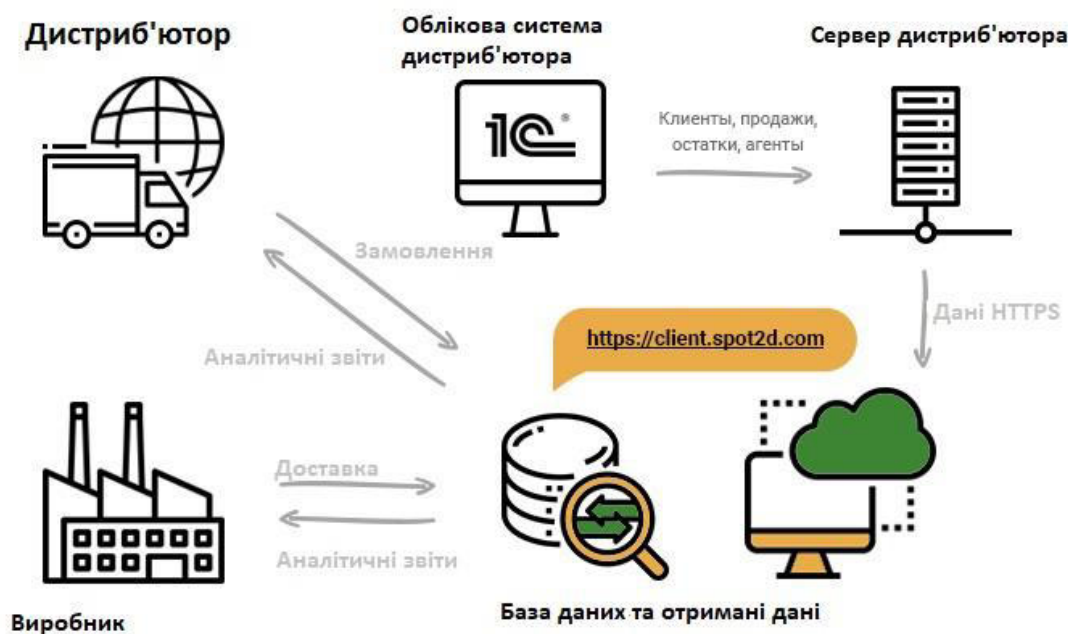 Дистриб'ютор
Облікова система
дистриб'ютора
Сервер дистриб'ютора
1C®
Клиенты, продажи,
остатки, агенты
Замовлення
Дані HTTPS
https://client.spot2d.com
Аналітичні звіти
Доставка
Аналітичні звіти
База даних та отримані дані
Виробник